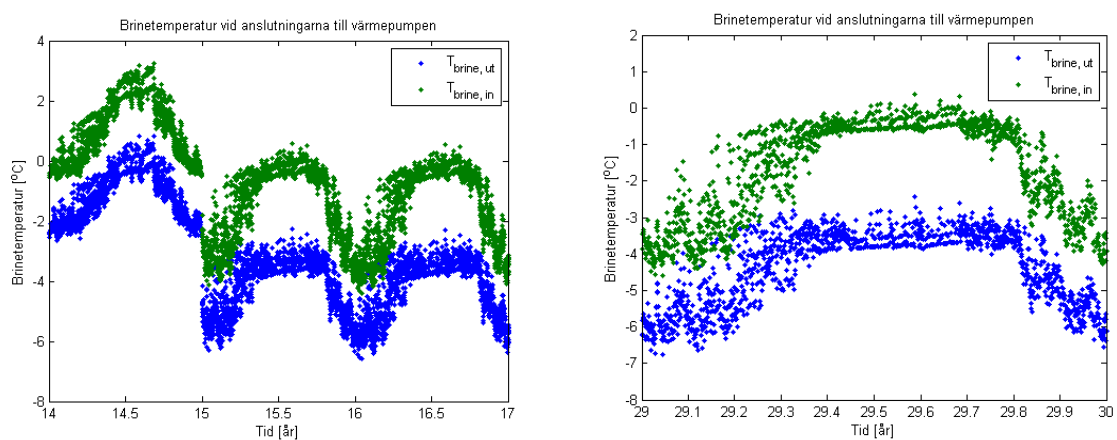 Brinetemperatur vid anslutningarna till värmepumpen
4
2
0
-2
-4
-6
-8
Brinetemperatur [ºC]
T brine, ut
T brine, in
14 14.5 15 15.5 16 16.5 17
Tid [år]
Brinetemperatur vid anslutningarna till värmepumpen
2
1
0
-1
-2
-3
-4
-5
-6
-7
-8
Brinetemperatur [ºC]
T brine, ut
T brine, in
29 29.1 29.2 29.3 29.4 29.5 29.6 29.7 29.8 29.9 30
Tid [år]